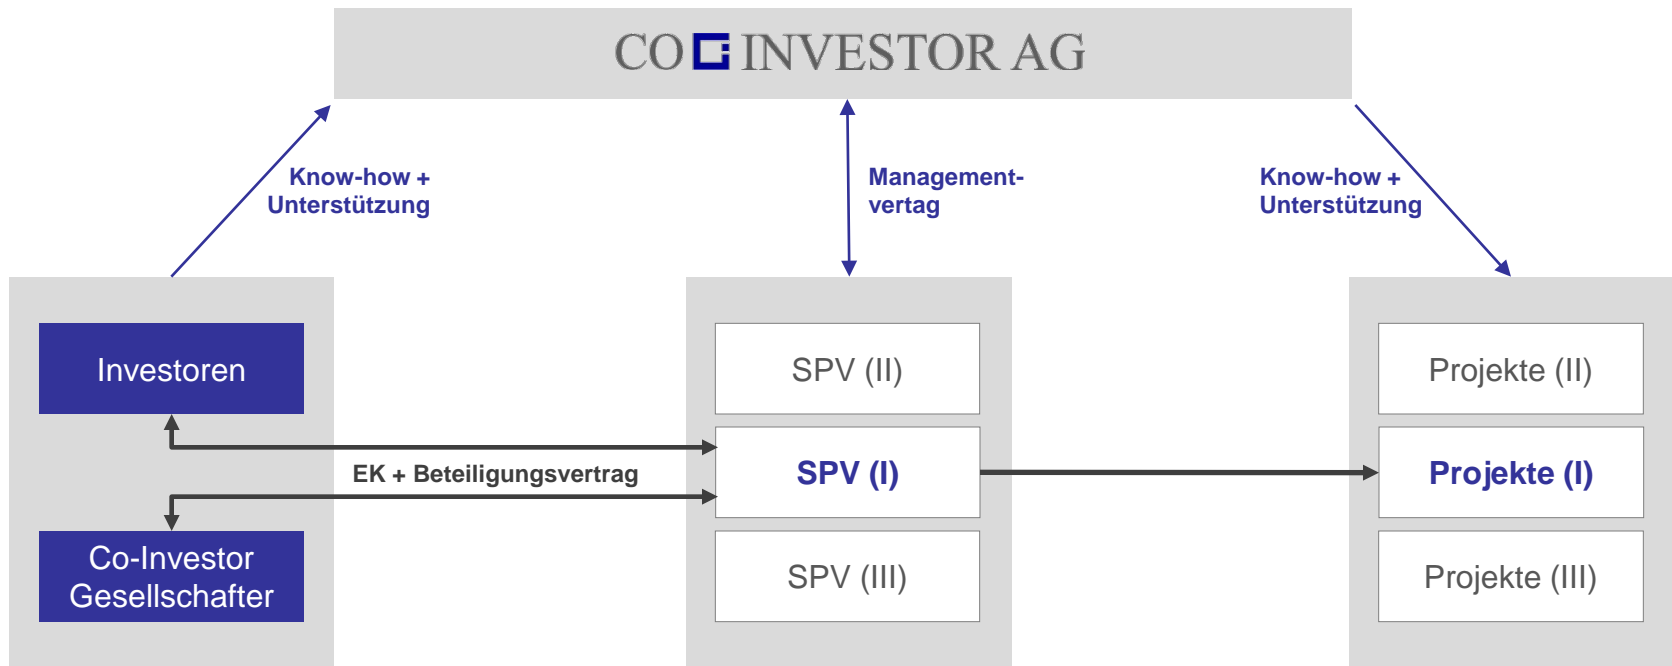 CO INVESTOR AG
Know-how +
Unterstützung
Management-
vertag
Know-how +
Unterstützung
Investoren
SPV (II)
Projekte (II)
EK + Beteiligungsvertrag
SPV (I)
Projekte (I)
Co-Investor
Gesellschafter
SPV (III)
Projekte (III)